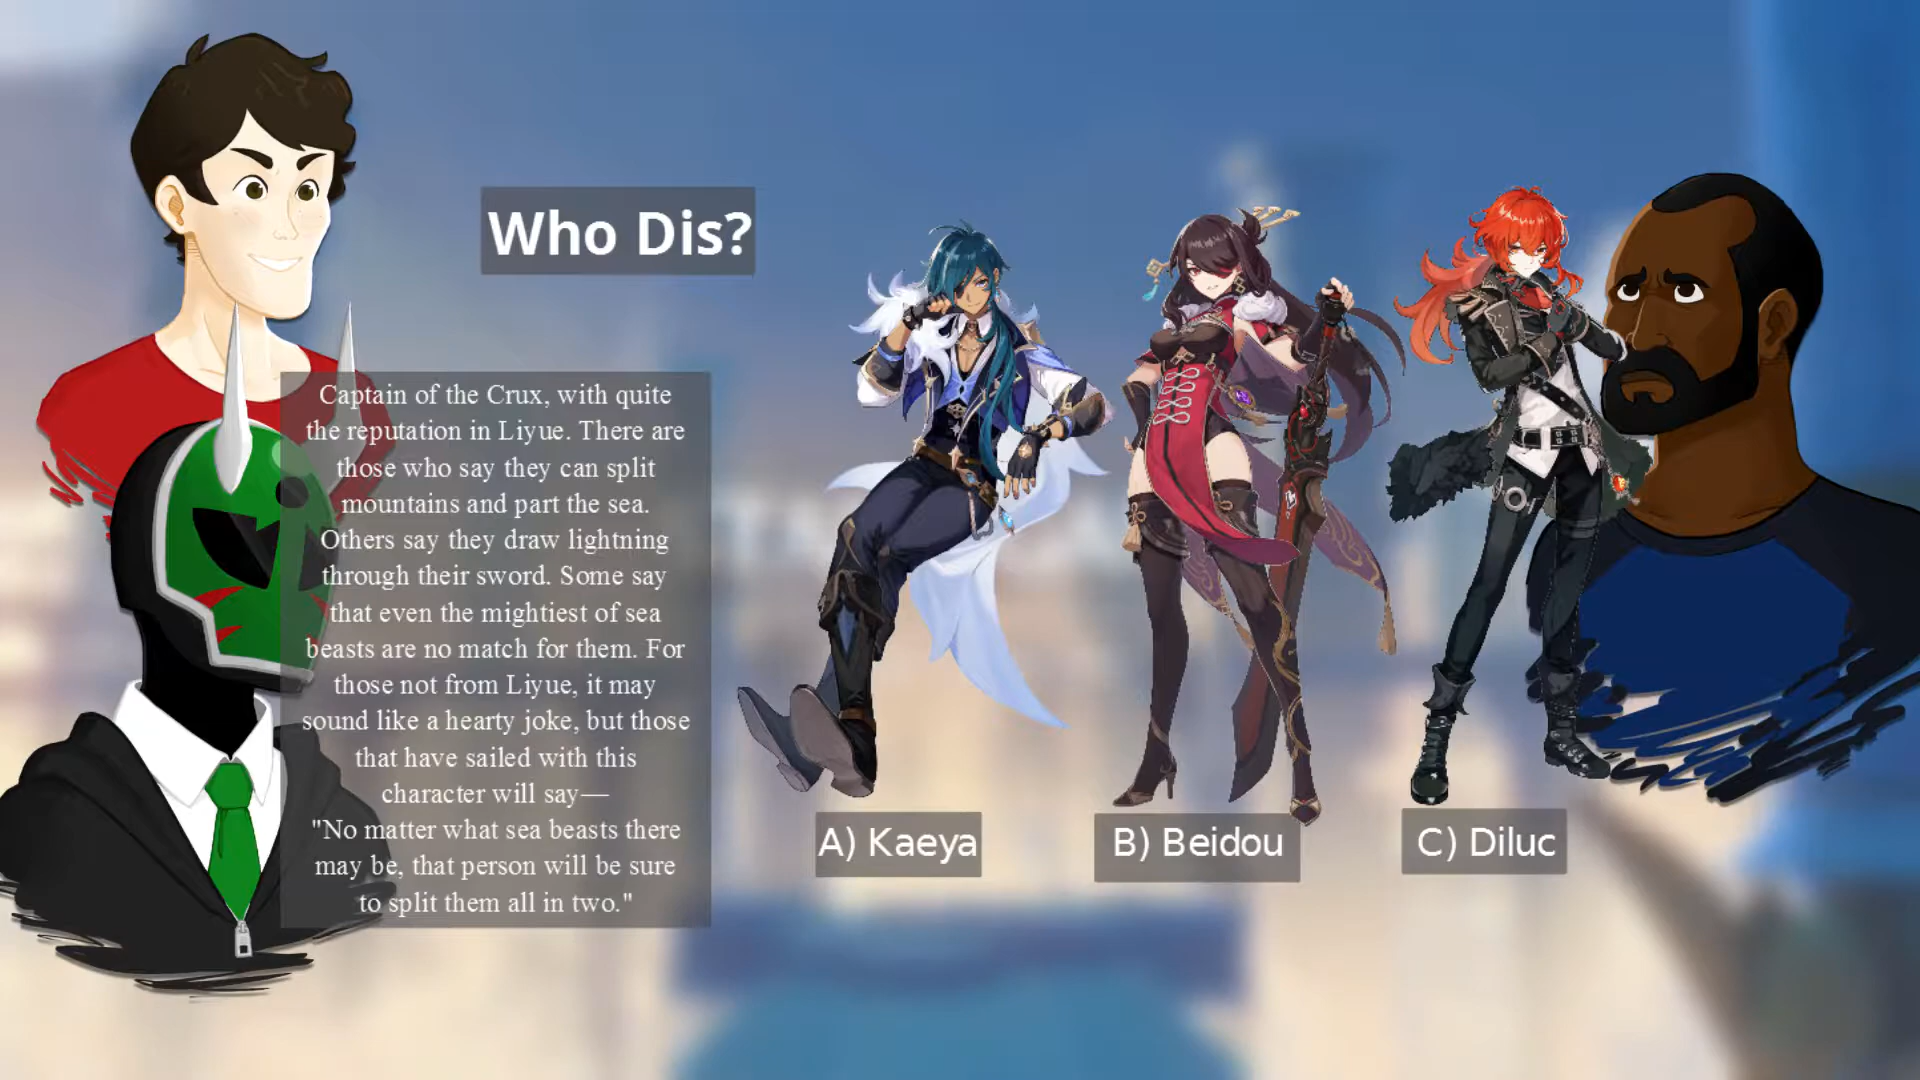 Who Dis?
Captain of the Crux, with quite
the reputation in Liyue. There are
those who say they can split
mountains and part the sea.
Others say they draw lightning
through their sword. Some say
that even the mightiest of sea
beasts are no match for them. For
those not from Liyue, it may
sound like a hearty joke, but those
that have sailed with this
character will say—
"No matter what sea beasts there
may be, that person will be sure
to split them all in two."
A) Kaeya
B) Beidou
C) Diluc